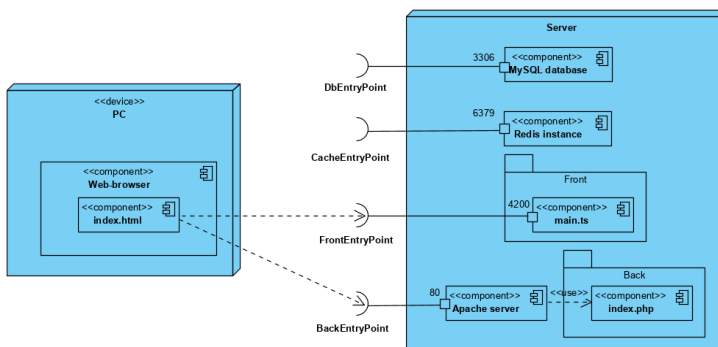 Server
3306
<<component>>
MySQL database
DbEntryPoint
<<device>>
PC
6379
<<component>>
Redis instance
CacheEntryPoint
<<component>>
Web-browser
<<component>>
index.html
Front
4200
<<component>>
main.ts
FrontEntryPoint
Back
80
<<component>>
Apache server
<<use>>
<<component>>
index.php
BackEntryPoint